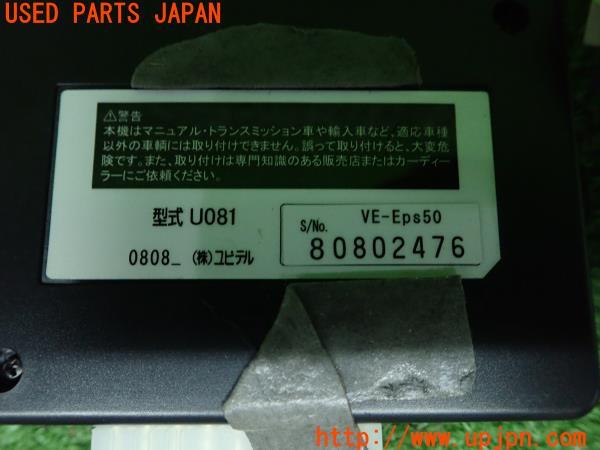 USED PARTS JAPAN
⚠警告
本機はマニュアル・トランスミッション車や輸入車など、適応車種
以外の車輌には取り付けできません。誤って取り付けると、大変危
険です。また、取り付けは専門知識のある販売店またはカーディー
ラーにご依頼ください。
型式 U081
S/No.
VE-Eps50
80802476
0808_ (株)ユピテル
http://www.upjpn.com/